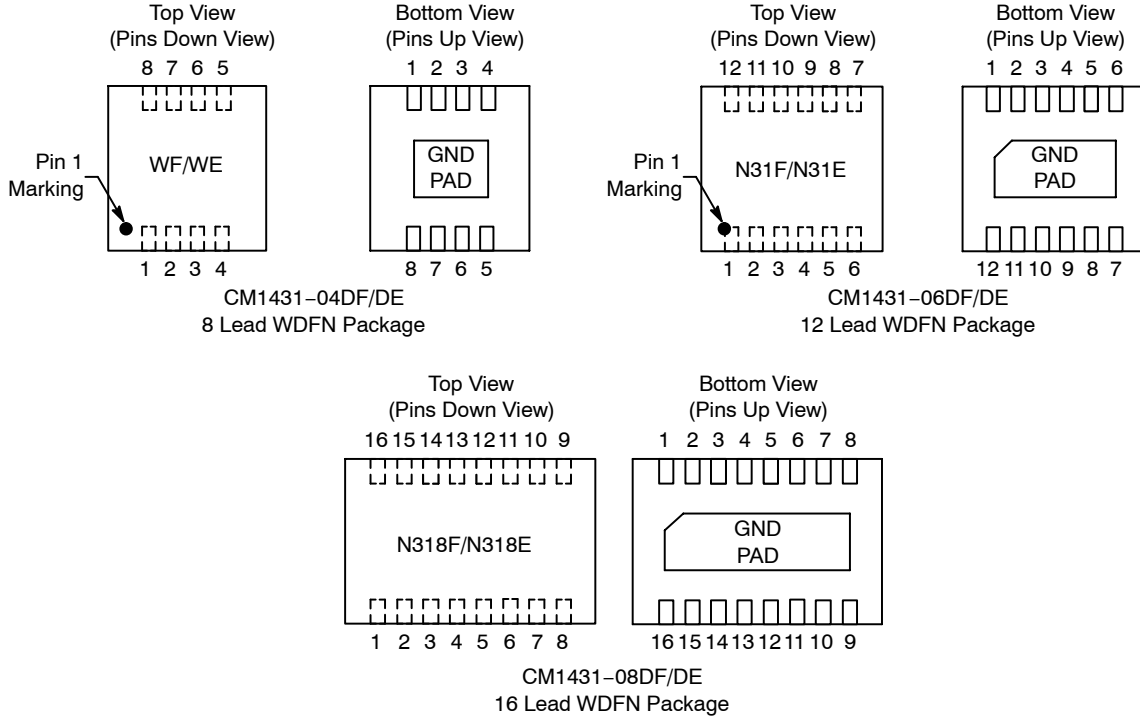 Top View
(Pins Down View)
8 7 6 5
Pin 1
Marking
WF/WE
1 2 3 4
Bottom View
(Pins Up View)
1 2 3 4
GND
PAD
8 7 6 5
CM1431−04DF/DE
8 Lead WDFN Package
Top View
(Pins Down View)
12 11 10 9 8 7
Pin 1
Marking
N31F/N31E
1 2 3 4 5 6
Bottom View
(Pins Up View)
1 2 3 4 5 6
GND
PAD
12 11 10 9 8 7
CM1431−06DF/DE
12 Lead WDFN Package
Top View
(Pins Down View)
16 15 14 13 12 11 10 9
N318F/N318E
1 2 3 4 5 6 7 8
Bottom View
(Pins Up View)
1 2 3 4 5 6 7 8
GND
PAD
16 15 14 13 12 11 10 9
CM1431−08DF/DE
16 Lead WDFN Package